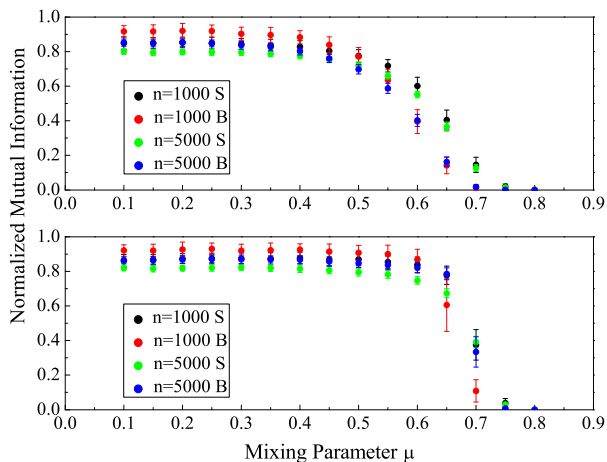 1.0
0.8
0.6
0.4
0.2
0.0
n=1000 S
n=1000 B
n=5000 S
n=5000 B
0.0 0.1 0.2 0.3 0.4 0.5 0.6 0.7 0.8 0.9
Normalized Mutual Information
1.0
0.8
0.6
0.4
0.2
0.0
n=1000 S
n=1000 B
n=5000 S
n=5000 B
0.0 0.1 0.2 0.3 0.4 0.5 0.6 0.7 0.8 0.9
Mixing Parameter μ